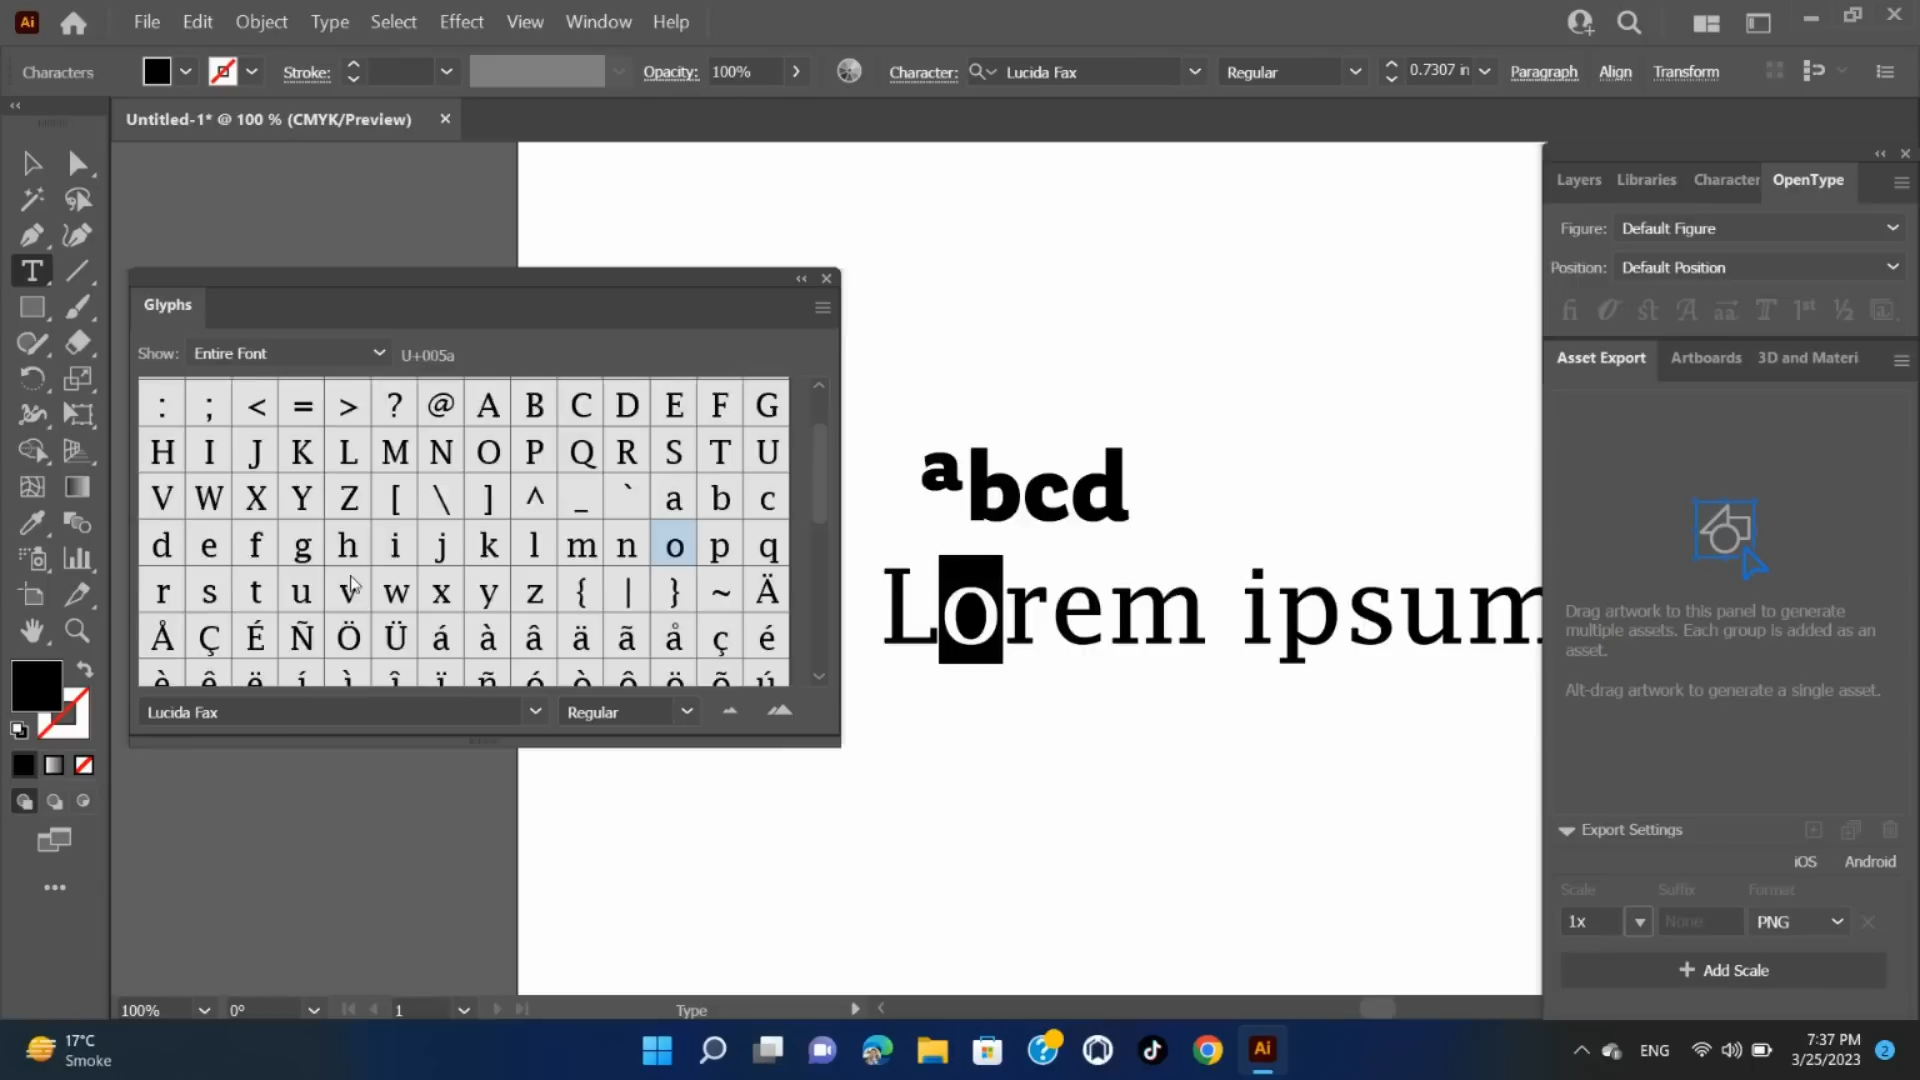 Ai File Edit Object Type Select Effect View Window Help
Characters Stroke: Opacity: 100% Character: Lucida Fax Regular 0.7307 in Paragraph Align Transform
Untitled-1* @ 100 % (CMYK/Preview)
Layers Libraries Character OpenType
Figure: Default Figure
Position: Default Position
Glyphs
Show: Entire Font U+005a
: ; < = > ? @ A B C D E F G
H I J K L M N O P Q R S T U
V W X Y Z [ \ ] ^ _ ` a b c
d e f g h i j k l m n o p q
r s t u v w x y z { | } ~ Ä
Å Ç É Ñ Ö Ü á à â ä ã å ç é
è ê ë í ì î ï ñ ó ò ô ö õ ú
Lucida Fax Regular
abcd
Lorem ipsum
Asset Export Artboards 3D and Materi
Drag artwork to this panel to generate
multiple assets. Each group is added as an
asset.
Alt-drag artwork to generate a single asset.
Export Settings
iOS Android
Scale Suffix Format
1x None PNG
+ Add Scale
100% 0° 1 Type
17°C
Smoke
Ai
ENG
7:37 PM
3/25/2023
2